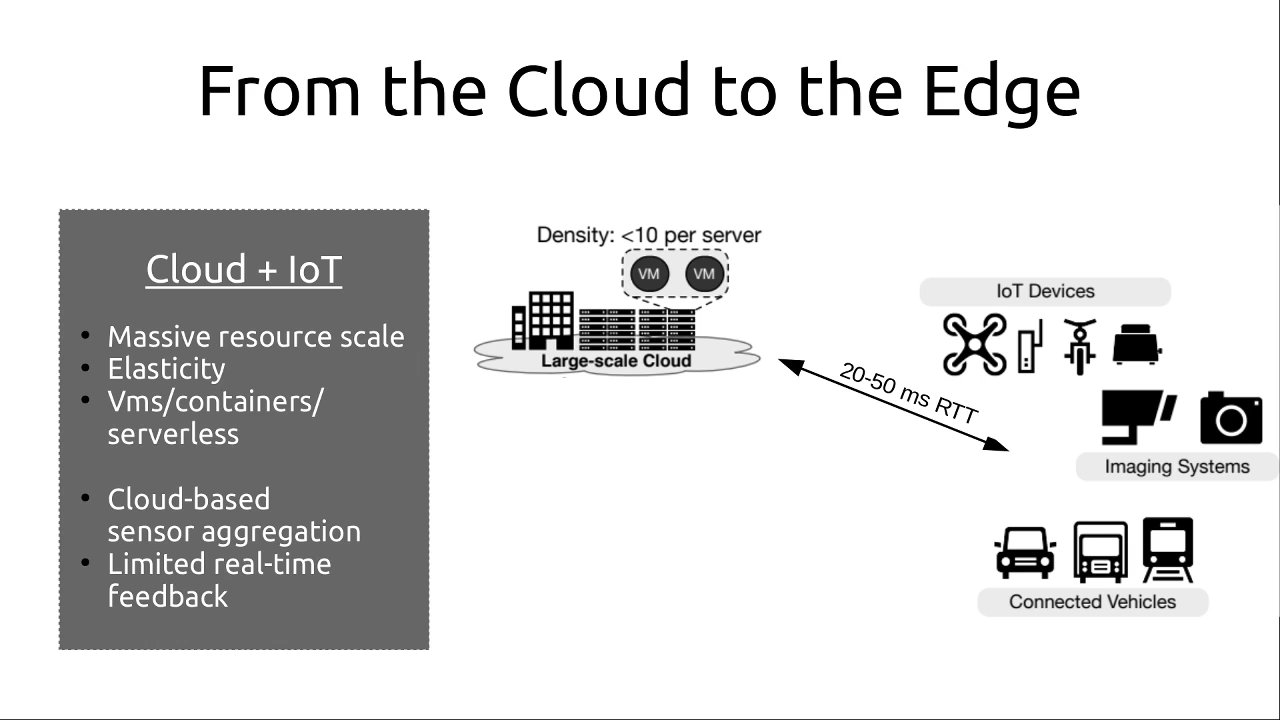 From the Cloud to the Edge
Cloud + IoT
• Massive resource scale
• Elasticity
• Vms/containers/
serverless
• Cloud-based
sensor aggregation
• Limited real-time
feedback
Density: <10 per server
VM VM
Large-scale Cloud
20-50 ms RTT
IoT Devices
Imaging Systems
Connected Vehicles